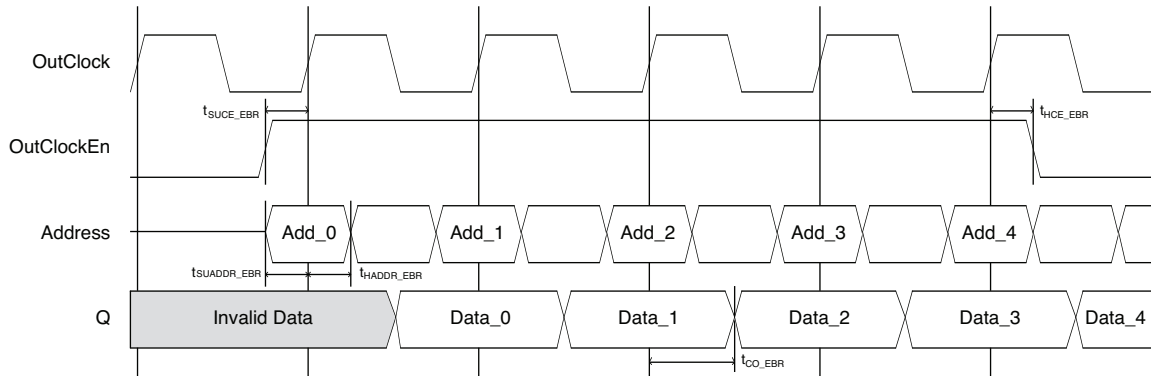 OutClock
tSUCE_EBR
tHCE_EBR
OutClockEn
Address
Add_0
Add_1
Add_2
Add_3
Add_4
tSUADDR_EBR
tHADDR_EBR
Q
Invalid Data
Data_0
Data_1
Data_2
Data_3
Data_4
tCO_EBR